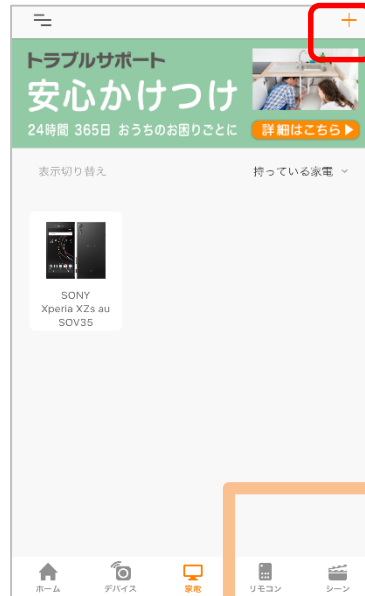 トラブルサポート
安心かけつけ
24時間 365日 おうちのお困りごとに
詳細はこちら▶
表示切り替え
持っている家電
SONY
Xperia XZs au
SOV35
ホーム
デバイス
家電
リモコン
シーン